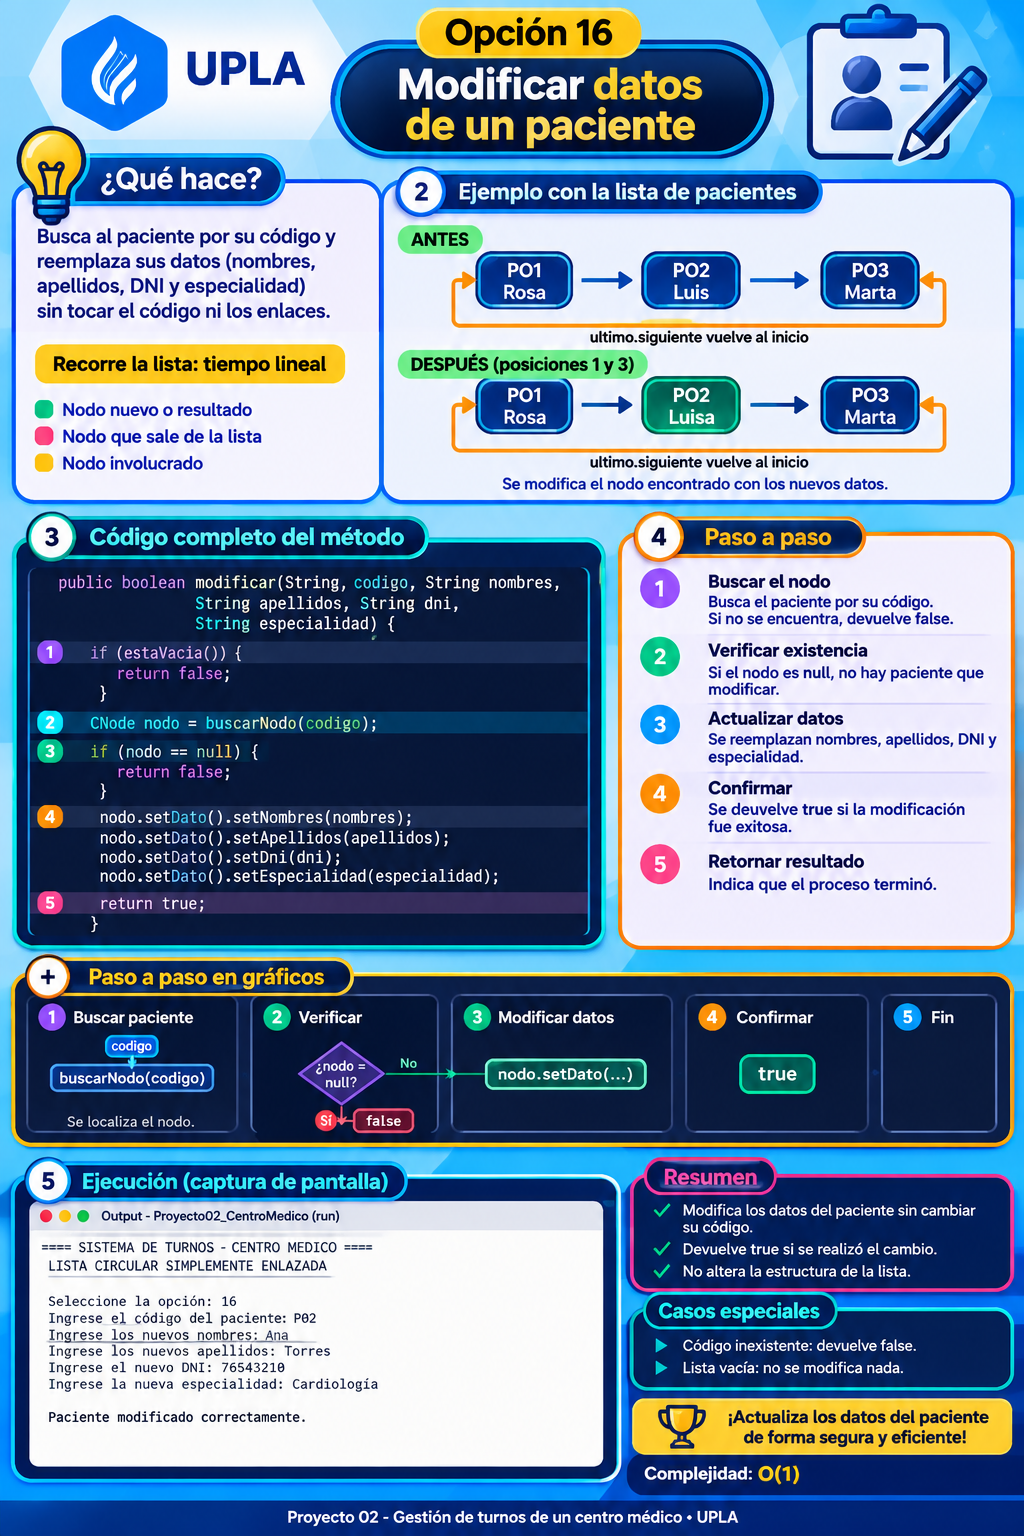 UPLA
Opción 16
Modificar datos
de un paciente
¿Qué hace?
Busca al paciente por su código y
reemplaza sus datos (nombres,
apellidos, DNI y especialidad)
sin tocar el código ni los enlaces.
Recorre la lista: tiempo lineal
Nodo nuevo o resultado
Nodo que sale de la lista
Nodo involucrado
2 Ejemplo con la lista de pacientes
ANTES
PO1 PO2 PO3
Rosa Luis Marta
ultimo.siguiente vuelve al inicio
DESPUÉS (posiciones 1 y 3)
PO1 PO2 PO3
Rosa Luisa Marta
ultimo.siguiente vuelve al inicio
Se modifica el nodo encontrado con los nuevos datos.
3 Código completo del método
public boolean modificar(String, codigo, String nombres,
String apellidos, String dni,
String especialidad) {
1 if (estaVacia()) {
return false;
}
2 CNode nodo = buscarNodo(codigo);
3 if (nodo == null) {
return false;
}
4 nodo.setDato().setNombres(nombres);
nodo.setDato().setApellidos(apellidos);
nodo.setDato().setDni(dni);
nodo.setDato().setEspecialidad(especialidad);
5 return true;
}
4 Paso a paso
1 Buscar el nodo
Busca el paciente por su código.
Si no se encuentra, devuelve false.
2 Verificar existencia
Si el nodo es null, no hay paciente que
modificar.
3 Actualizar datos
Se reemplazan nombres, apellidos, DNI y
especialidad.
4 Confirmar
Se deuvelve true si la modificación
fue exitosa.
5 Retornar resultado
Indica que el proceso terminó.
+ Paso a paso en gráficos
1 Buscar paciente
codigo
buscarNodo(codigo)
Se localiza el nodo.
2 Verificar
¿nodo =
null?
No
Sí
false
3 Modificar datos
nodo.setDato(...)
4 Confirmar
true
5 Fin
5 Ejecución (captura de pantalla)
Output - Proyecto02_CentroMedico (run)
==== SISTEMA DE TURNOS - CENTRO MEDICO ====
LISTA CIRCULAR SIMPLEMENTE ENLAZADA
Seleccione la opción: 16
Ingrese el código del paciente: P02
Ingrese los nuevos nombres: Ana
Ingrese los nuevos apellidos: Torres
Ingrese el nuevo DNI: 76543210
Ingrese la nueva especialidad: Cardiología
Paciente modificado correctamente.
Resumen
Modifica los datos del paciente sin cambiar
su código.
Devuelve true si se realizó el cambio.
No altera la estructura de la lista.
Casos especiales
Código inexistente: devuelve false.
Lista vacía: no se modifica nada.
¡Actualiza los datos del paciente
de forma segura y eficiente!
Complejidad: O(1)
Proyecto 02 - Gestión de turnos de un centro médico • UPLA